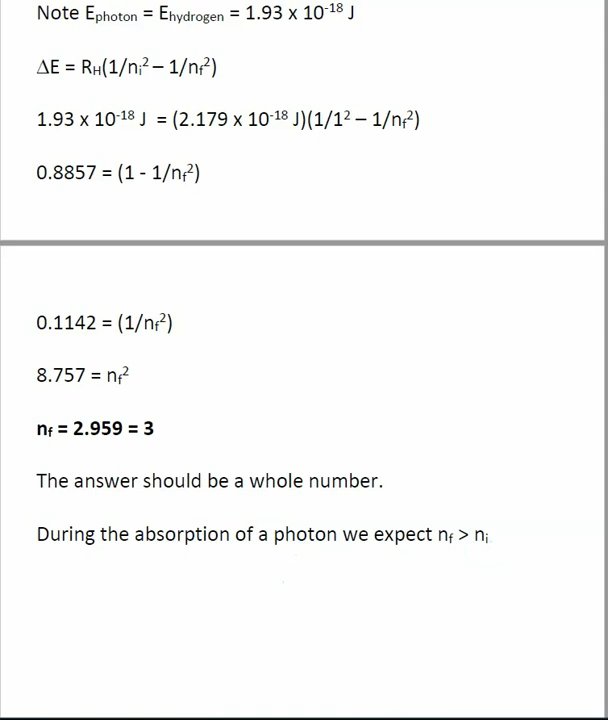 Note Ephoton = Ehydrogen = 1.93 x 10⁻¹⁸ J
ΔE = RH(1/nᵢ² – 1/nf²)
1.93 x 10⁻¹⁸ J = (2.179 x 10⁻¹⁸ J)(1/1² – 1/nf²)
0.8857 = (1 - 1/nf²)
0.1142 = (1/nf²)
8.757 = nf²
nf = 2.959 = 3
The answer should be a whole number.
During the absorption of a photon we expect nf > nᵢ